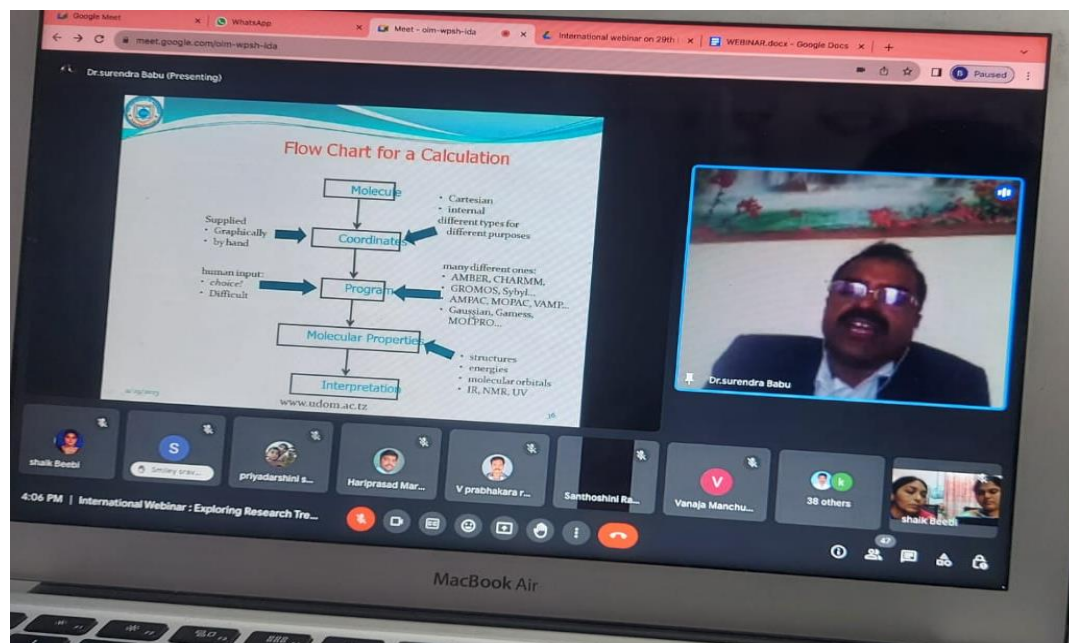 Google Meet
WhatsApp
Meet - oim-wpsh-ida
International webinar on 29th
WEBINAR.docx - Google Docs
meet.google.com/oim-wpsh-ida
Paused
Dr.surendra Babu (Presenting)
Flow Chart for a Calculation
Molecule
• Cartesian
• internal
different types for
different purposes
Supplied
• Graphically
• by hand
Coordinates
human input:
• choice!
• Difficult
Program
many different ones:
• AMBER, CHARMM,
• GROMOS, Sybyl...
• AMPAC, MOPAC, VAMP...
• Gaussian, Gamess,
MOLPRO...
Molecular Properties
• structures
• energies
• molecular orbitals
• IR, NMR, UV
Interpretation
www.udom.ac.tz
36
Dr.surendra Babu
shaik Beebi
S
Smiley srav...
priyadarshini s...
Hariprasad Mar...
V prabhakara r...
Santhoshini Ra...
V
Vanaja Manchu...
k
38 others
shaik Beebi
4:06 PM | International Webinar : Exploring Research Tre...
47
MacBook Air